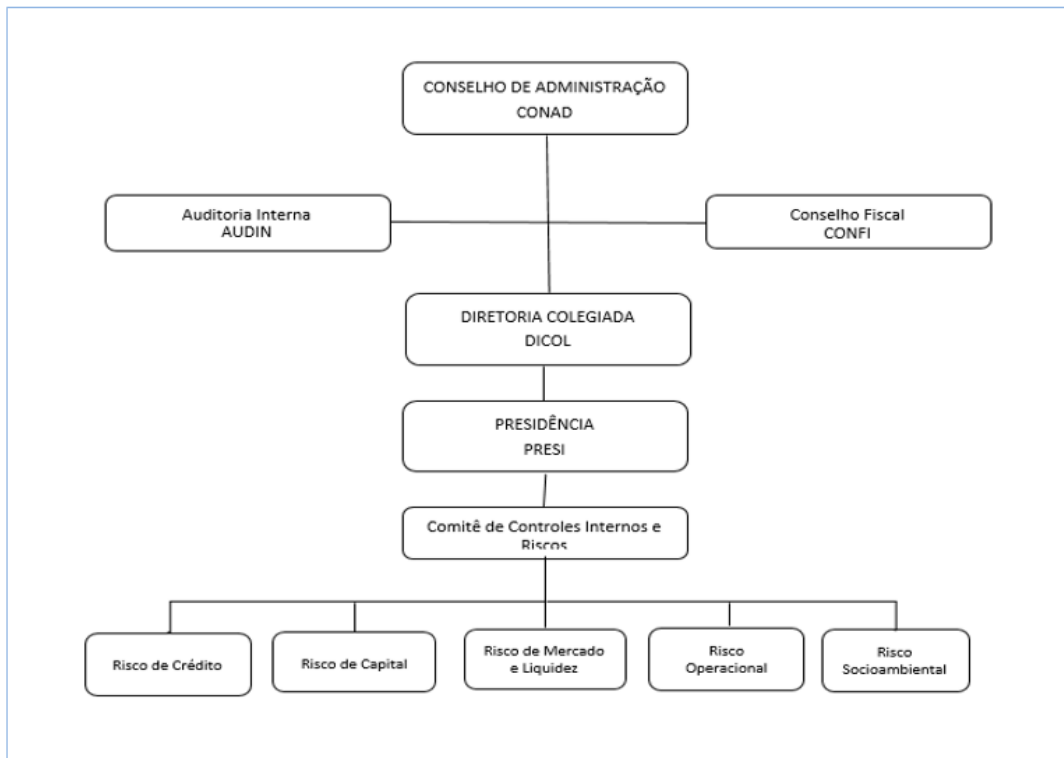 CONSELHO DE ADMINISTRAÇÃO
CONAD
Auditoria Interna
AUDIN
Conselho Fiscal
CONFI
DIRETORIA COLEGIADA
DICOL
PRESIDÊNCIA
PRESI
Comitê de Controles Internos e
Riscos
Risco de Crédito
Risco de Capital
Risco de Mercado
e Liquidez
Risco
Operacional
Risco
Socioambiental